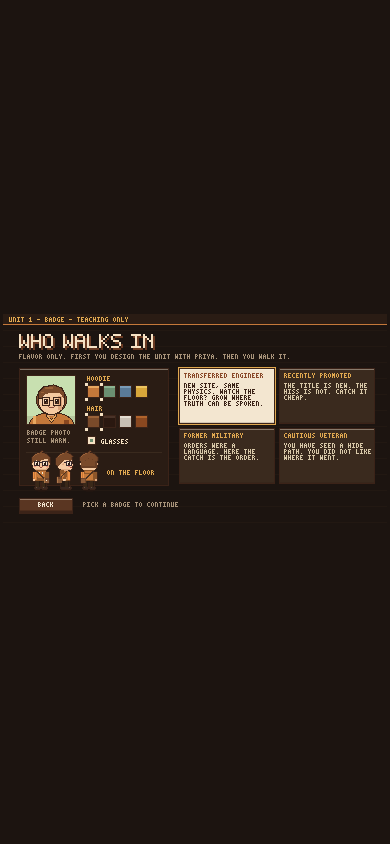 UNIT 1 - BADGE - TEACHING ONLY
WHO WALKS IN
FLAVOR ONLY. FIRST YOU DESIGN THE UNIT WITH PRIYA. THEN YOU WALK IT.
HOODIE
HAIR
GLASSES
BADGE PHOTO
STILL WARM.
ON THE FLOOR
TRANSFERRED ENGINEER
NEW SITE, SAME
PHYSICS. WATCH THE
FLOOR? GROW WHERE
TRUTH CAN BE SPOKEN.
RECENTLY PROMOTED
THE TITLE IS NEW. THE
MISS IS NOT. CATCH IT
CHEAP.
FORMER MILITARY
ORDERS WERE A
LANGUAGE. HERE THE
CATCH IS THE ORDER.
CAUTIOUS VETERAN
YOU HAVE SEEN A HIDE
PATH. YOU DID NOT LIKE
WHERE IT WENT.
BACK
PICK A BADGE TO CONTINUE